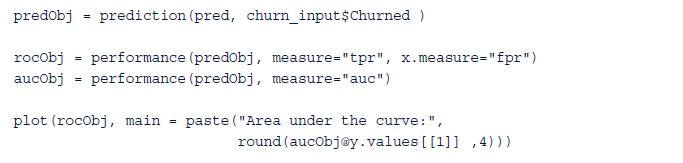 predObj = prediction(pred, churn_input$Churned )
rocObj = performance(predObj, measure="tpr", x.measure="fpr")
aucObj = performance(predObj, measure="auc")
plot(rocObj, main = paste("Area under the curve:",
round(aucObj@y.values[[1]] ,4)))